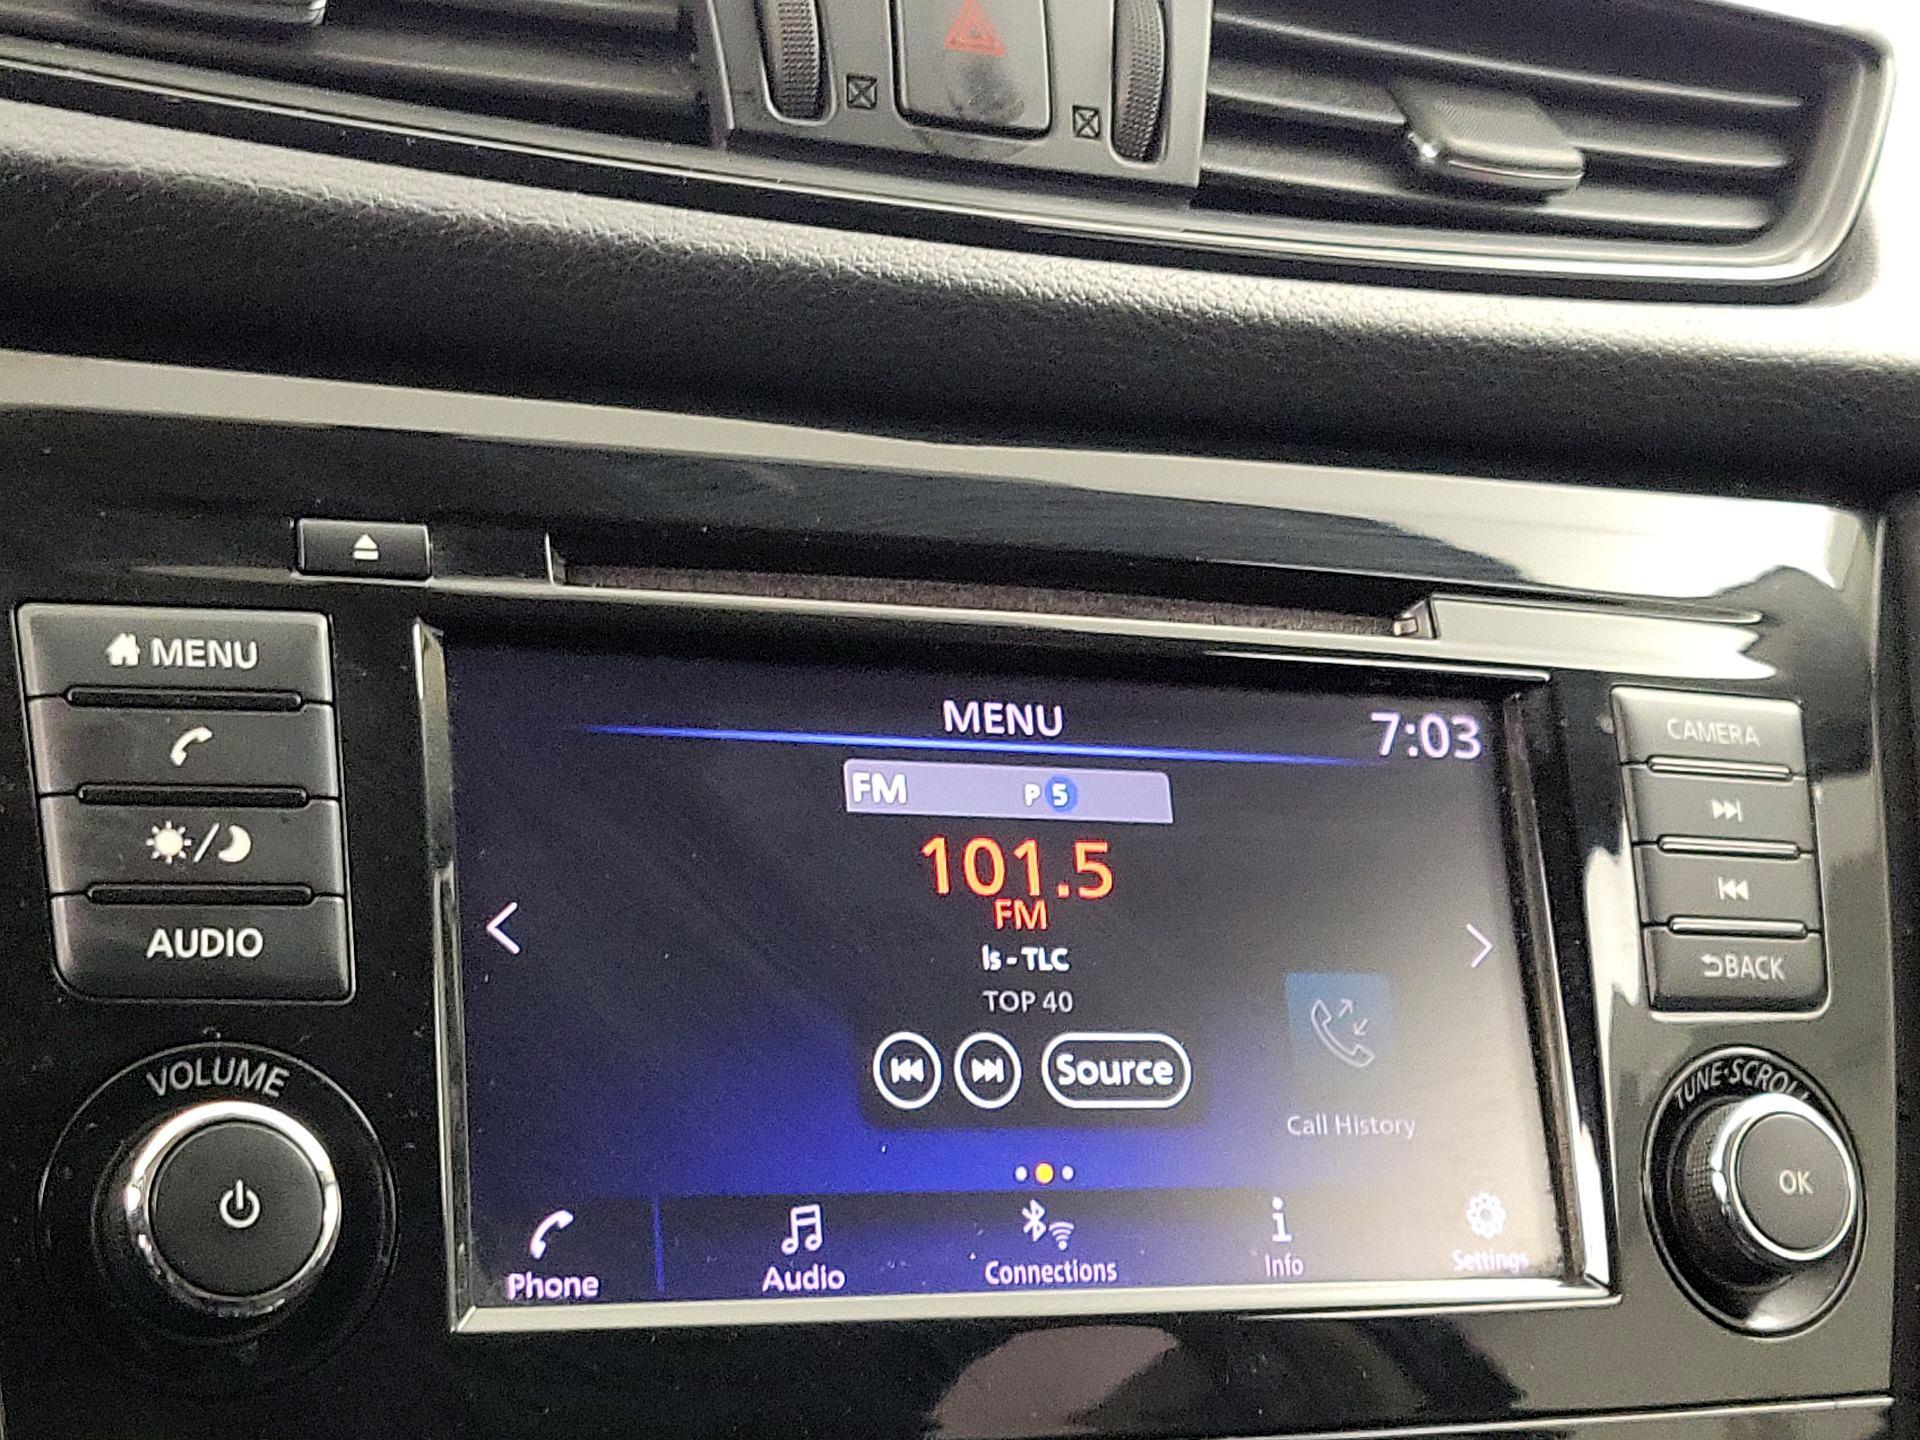 MENU
AUDIO
VOLUME
MENU
7:03
FM P 5
101.5
FM
ls - TLC
TOP 40
Source
Call History
Phone
Audio
Connections
Info
Settings
CAMERA
BACK
TUNE·SCROLL
OK